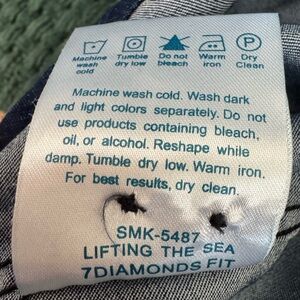 Machine wash cold
Tumble dry low
Do not bleach
Warm iron
P
Dry Clean
Machine wash cold. Wash dark
and light colors separately. Do not
use products containing bleach,
oil, or alcohol. Reshape while
damp. Tumble dry low. Warm iron.
For best results, dry clean.
SMK-5487
LIFTING THE SEA
7DIAMONDS FIT